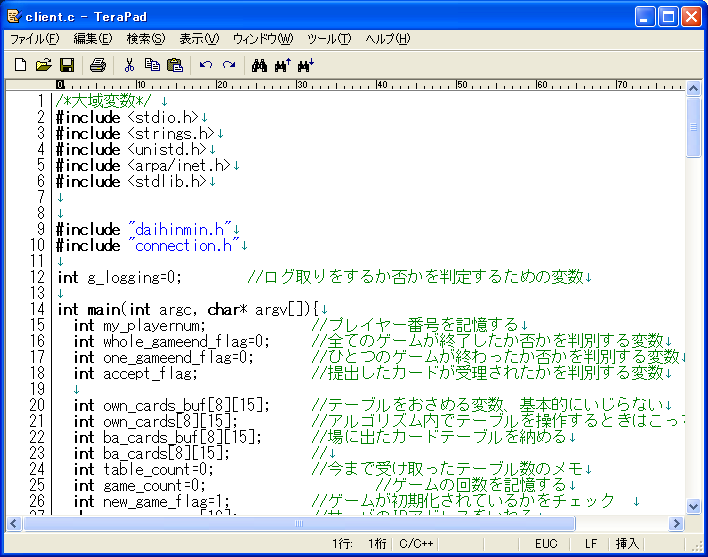 client.c - TeraPad
ファイル(F) 編集(E) 検索(S) 表示(V) ウィンドウ(W) ツール(T) ヘルプ(H)
0 10 20 30 40 50 60 70
1 /*大域変数*/ ↓
2 #include <stdio.h>↓
3 #include <strings.h>↓
4 #include <unistd.h>↓
5 #include <arpa/inet.h>↓
6 #include <stdlib.h>↓
7 ↓
8 ↓
9 #include "daihinmin.h"↓
10 #include "connection.h"↓
11 ↓
12 int g_logging=0; //ログ取りをするか否かを判定するための変数↓
13 ↓
14 int main(int argc, char* argv[]){↓
15 int my_playernum; //プレイヤー番号を記憶する↓
16 int whole_gameend_flag=0; //全てのゲームが終了したか否かを判別する変数
17 int one_gameend_flag=0; //ひとつのゲームが終わったか否かを判別する変数
18 int accept_flag; //提出したカードが受理されたかを判別する変数
19 ↓
20 int own_cards_buf[8][15]; //テーブルをおさめる変数、基本的にいじらない↓
21 int own_cards[8][15]; //アルゴリズム内でテーブルを操作するときはこっ
22 int ba_cards_buf[8][15]; //場に出たカードテーブルを納める↓
23 int ba_cards[8][15]; //↓
24 int table_count=0; //今まで受け取ったテーブル数のメモ↓
25 int game_count=0; //ゲームの回数を記憶する↓
26 int new_game_flag=1; //ゲームが初期化されているかをチェック ↓
1行: 1桁 C/C++ EUC LF 挿入